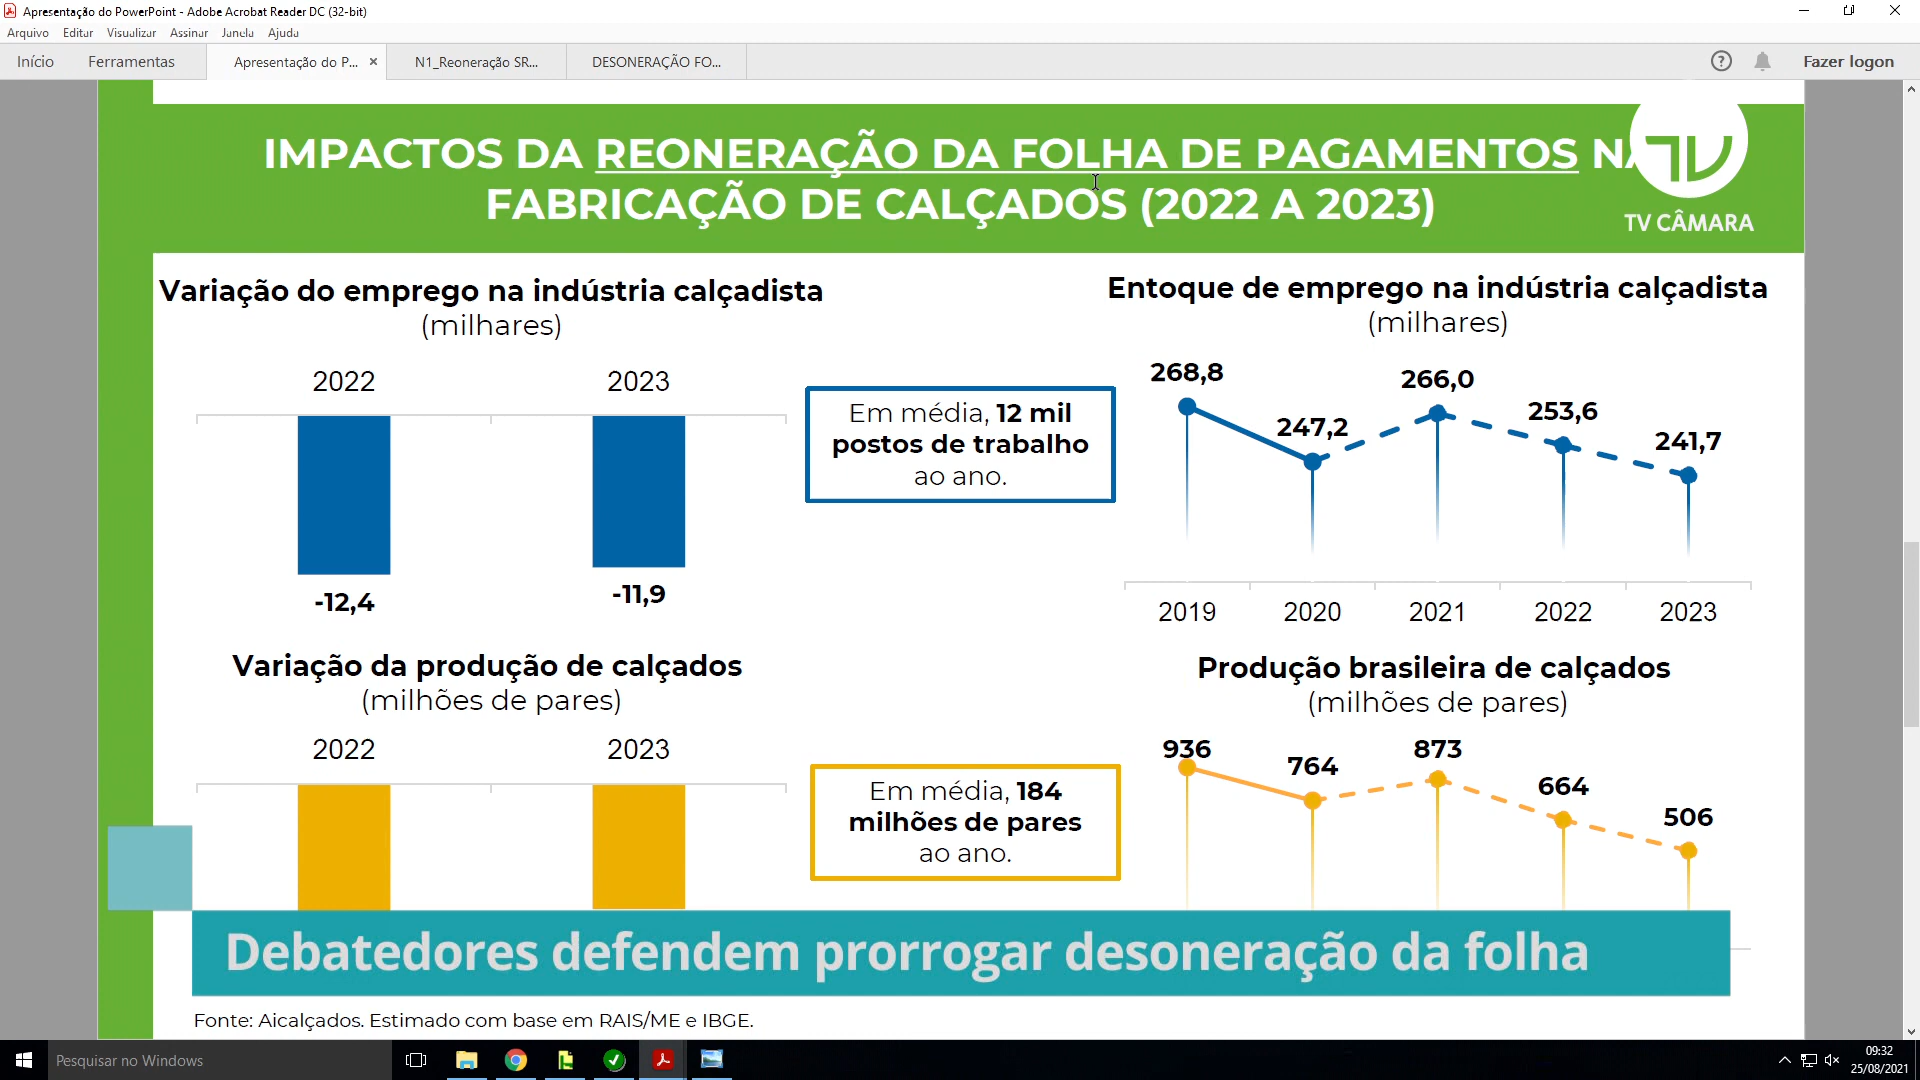 Apresentação do PowerPoint - Adobe Acrobat Reader DC (32-bit)
Arquivo Editar Visualizar Assinar Janela Ajuda
Início Ferramentas Apresentação do P... × N1_Reoneração SR... DESONERAÇÃO FO... ? Fazer logon
IMPACTOS DA REONERAÇÃO DA FOLHA DE PAGAMENTOS
FABRICAÇÃO DE CALÇADOS (2022 A 2023)
TV CÂMARA
Variação do emprego na indústria calçadista
(milhares)
2022 2023
-12,4 -11,9
Em média, 12 mil
postos de trabalho
ao ano.
Entoque de emprego na indústria calçadista
(milhares)
268,8 247,2 266,0 253,6 241,7
2019 2020 2021 2022 2023
Variação da produção de calçados
(milhões de pares)
2022 2023
Em média, 184
milhões de pares
ao ano.
Produção brasileira de calçados
(milhões de pares)
936 764 873 664 506
Debatedores defendem prorrogar desoneração da folha
Fonte: Aicalçados. Estimado com base em RAIS/ME e IBGE.
Pesquisar no Windows
09:32
25/08/2021